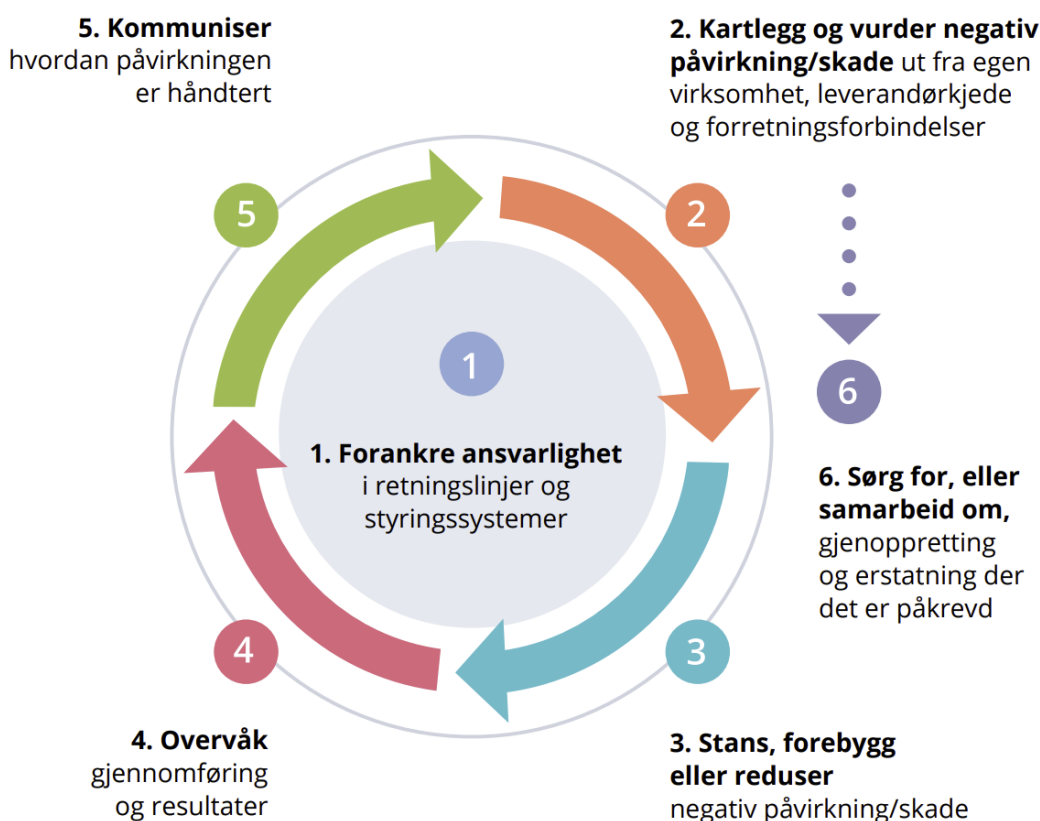 5. Kommuniser
hvordan påvirkningen
er håndtert
2. Kartlegg og vurder negativ
påvirkning/skade ut fra egen
virksomhet, leverandørkjede
og forretningsforbindelser
5
2
1
6
1. Forankre ansvarlighet
i retningslinjer og
styringssystemer
6. Sørg for, eller
samarbeid om,
gjenoppretting
og erstatning der
det er påkrevd
4
3
4. Overvåk
gjennomføring
og resultater
3. Stans, forebygg
eller reduser
negativ påvirkning/skade